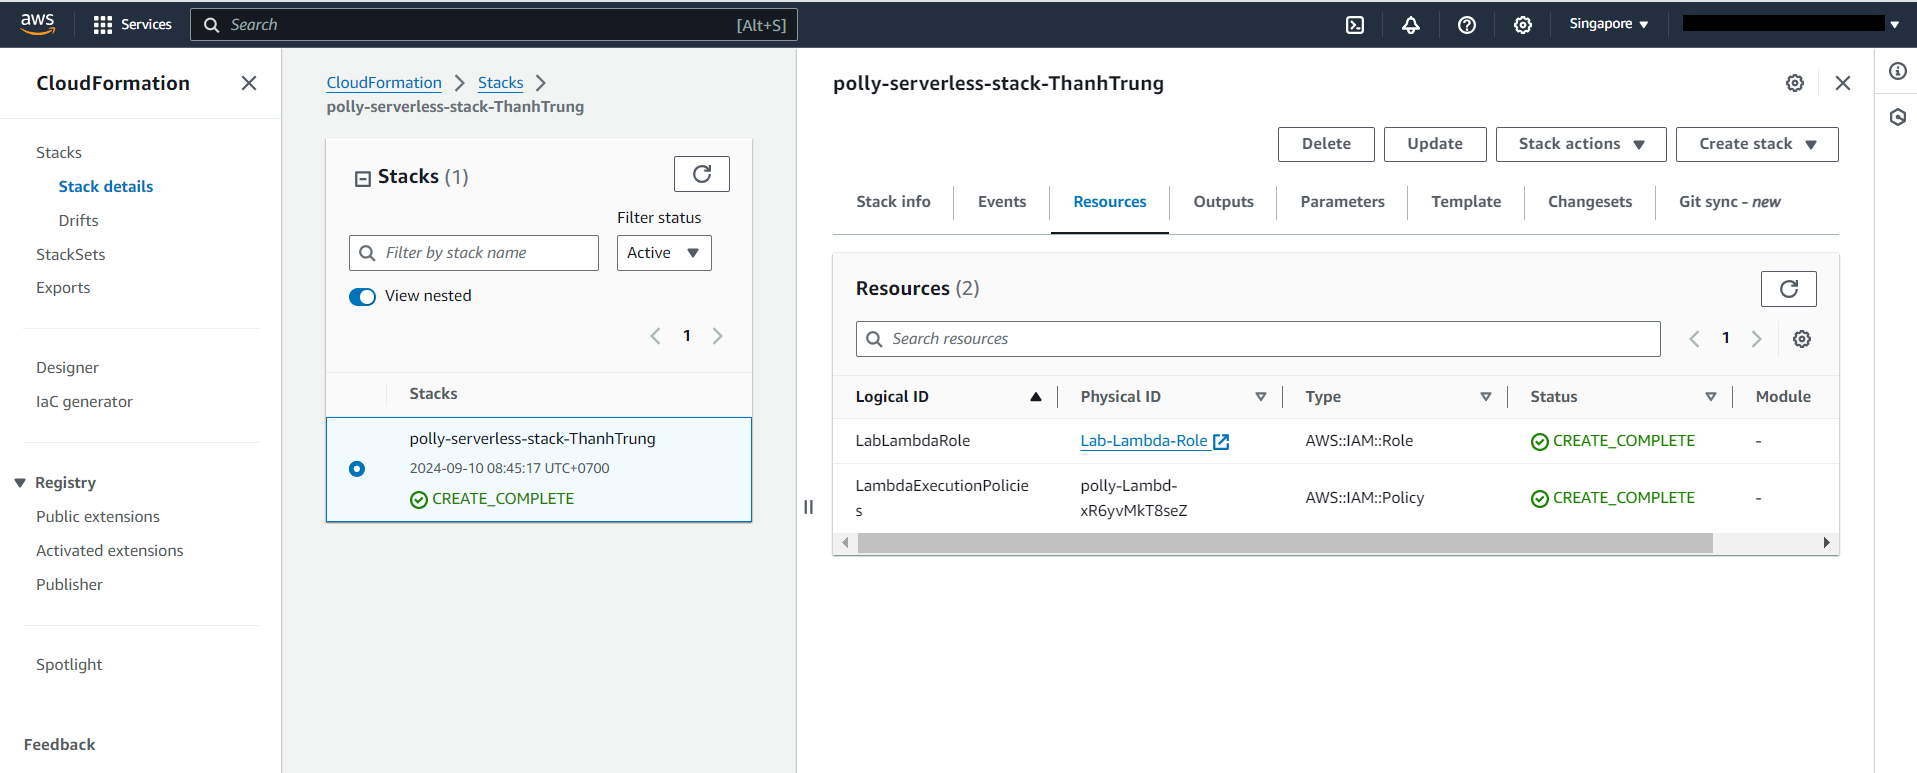 aws
Services
Search
[Alt+S]
Singapore
CloudFormation
Stacks
Stack details
Drifts
StackSets
Exports
Designer
IaC generator
Registry
Public extensions
Activated extensions
Publisher
Spotlight
Feedback
CloudFormation
Stacks
polly-serverless-stack-ThanhTrung
Stacks (1)
Filter status
Filter by stack name
Active
View nested
1
Stacks
polly-serverless-stack-ThanhTrung
2024-09-10 08:45:17 UTC+0700
CREATE_COMPLETE
polly-serverless-stack-ThanhTrung
Delete
Update
Stack actions
Create stack
Stack info
Events
Resources
Outputs
Parameters
Template
Changesets
Git sync - new
Resources (2)
Search resources
1
Logical ID
Physical ID
Type
Status
Module
LabLambdaRole
Lab-Lambda-Role
AWS::IAM::Role
CREATE_COMPLETE
-
LambdaExecutionPolicie
s
polly-Lambd-
xR6yvMkT8seZ
AWS::IAM::Policy
CREATE_COMPLETE
-